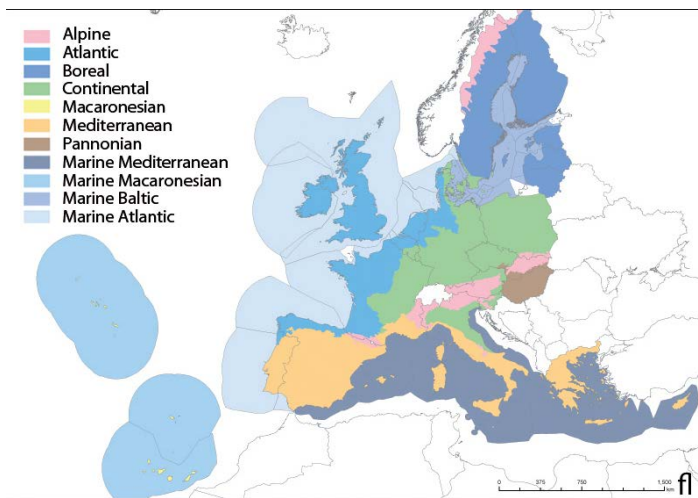 Alpine
Atlantic
Boreal
Continental
Macaronesian
Mediterranean
Pannonian
Marine Mediterranean
Marine Macaronesian
Marine Baltic
Marine Atlantic
0 375 750 1,500
km
fl